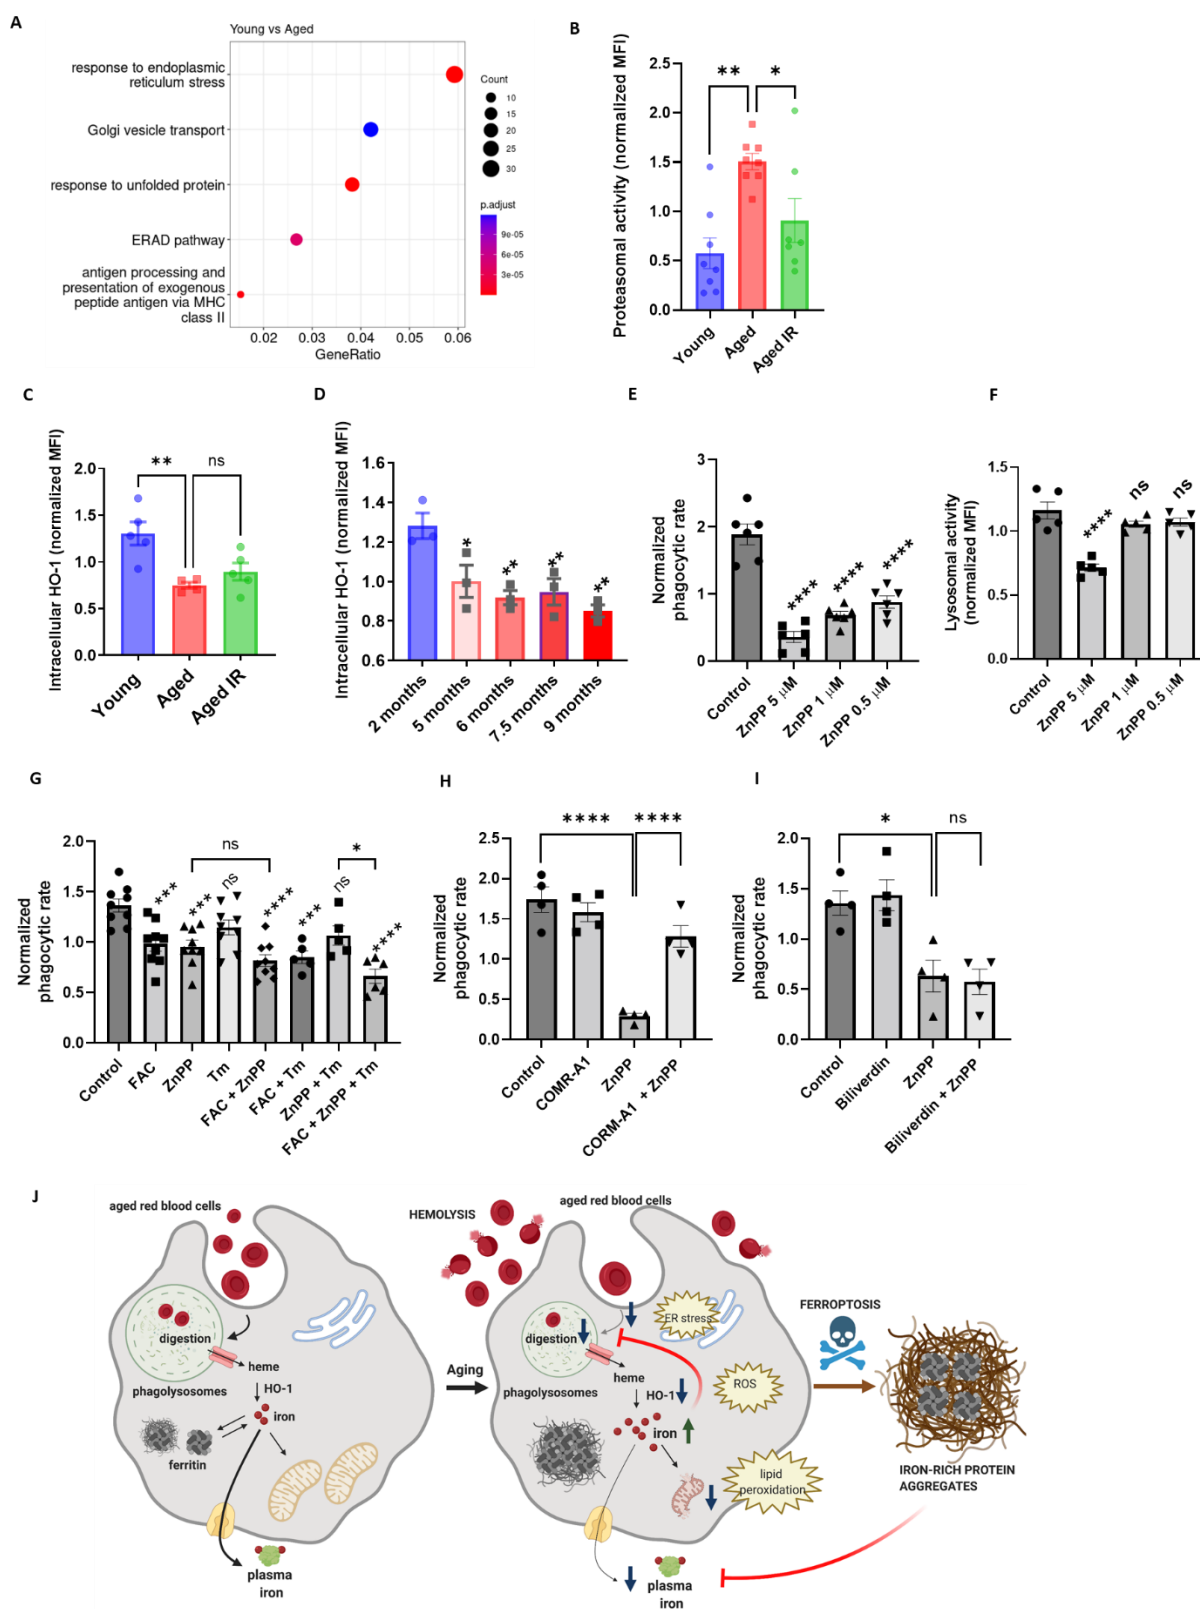 A
Young vs Aged
response to endoplasmic
reticulum stress
Golgi vesicle transport
response to unfolded protein
ERAD pathway
antigen processing and
presentation of exogenous
peptide antigen via MHC
class II
0.02 0.03 0.04 0.05 0.06
GeneRatio
Count
10
15
20
25
30
p.adjust
9e-05
6e-05
3e-05
B
Proteasomal activity (normalized MFI)
2.5
2.0
1.5
1.0
0.5
0.0
** *
Young
Aged
Aged IR
C
Intracellular HO-1 (normalized MFI)
2.0
1.5
1.0
0.5
0.0
** ns
Young
Aged
Aged IR
D
Intracellular HO-1 (normalized MFI)
1.6
1.4
1.2
1.0
0.8
0.6
* ** ** **
2 months
5 months
6 months
7.5 months
9 months
E
Normalized
phagocytic rate
3
2
1
0
**** **** ****
Control
ZnPP 5 μM
ZnPP 1 μM
ZnPP 0.5 μM
F
Lysosomal activity
(normalized MFI)
1.5
1.0
0.5
0.0
**** ns ns
Control
ZnPP 5 μM
ZnPP 1 μM
ZnPP 0.5 μM
G
Normalized
phagocytic rate
2.0
1.5
1.0
0.5
0.0
ns *
*** *** ns **** *** ns ****
Control
FAC
ZnPP
Tm
FAC + ZnPP
FAC + Tm
ZnPP + Tm
FAC + ZnPP + Tm
H
Normalized
phagocytic rate
2.5
2.0
1.5
1.0
0.5
0.0
**** ****
Control
COMR-A1
ZnPP
CORM-A1 + ZnPP
I
Normalized
phagocytic rate
2.0
1.5
1.0
0.5
0.0
* ns
Control
Biliverdin
ZnPP
Biliverdin + ZnPP
J
aged red blood cells
digestion
heme
phagolysosomes
HO-1
iron
ferritin
plasma
iron
Aging
HEMOLYSIS
aged red blood cells
ER stress
digestion
heme
phagolysosomes
HO-1
ROS
iron
lipid
peroxidation
plasma
iron
FERROPTOSIS
IRON-RICH PROTEIN
AGGREGATES